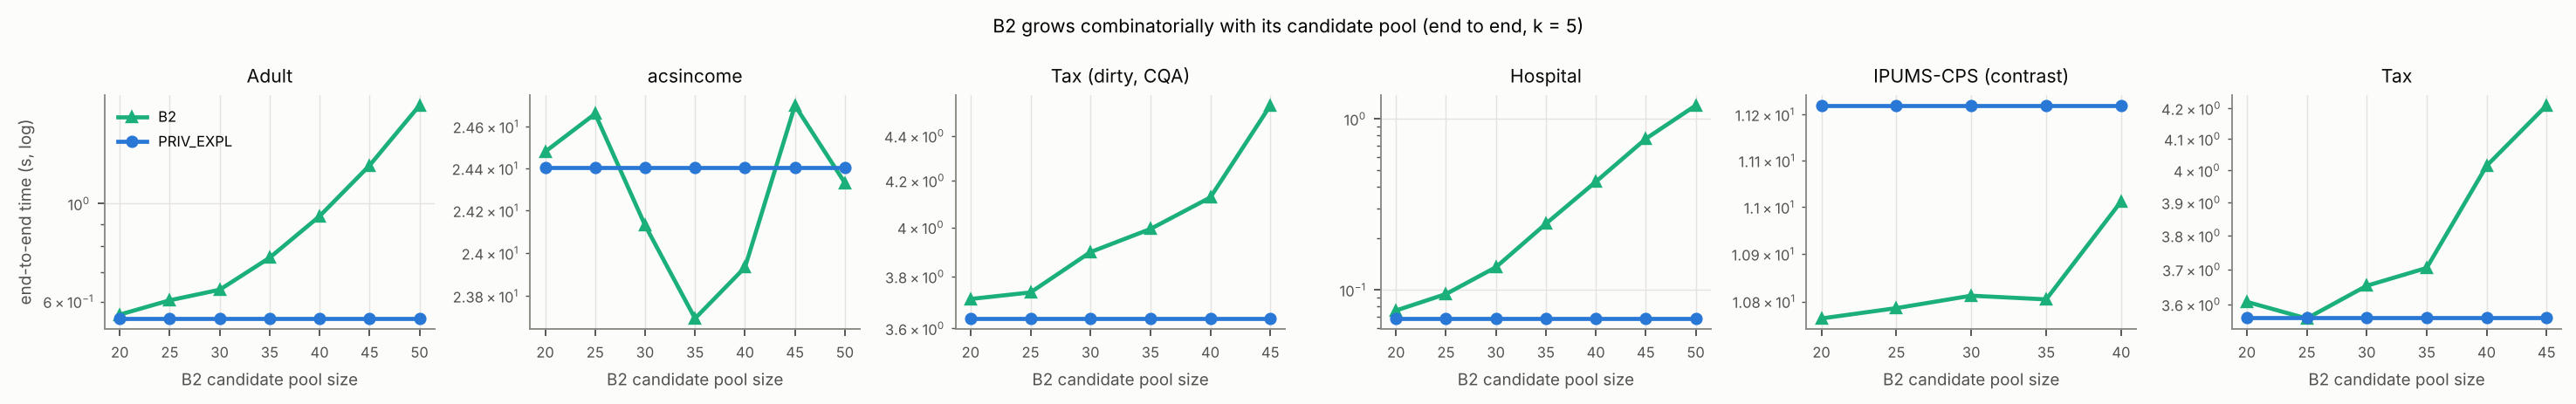 B2 grows combinatorially with its candidate pool (end to end, k = 5)
Adult
acsincome
Tax (dirty, CQA)
Hospital
IPUMS-CPS (contrast)
Tax
end-to-end time (s, log)
B2
PRIV_EXPL
10⁰
6 × 10⁻¹
20 25 30 35 40 45 50
B2 candidate pool size
2.46 × 10¹
2.44 × 10¹
2.42 × 10¹
2.4 × 10¹
2.38 × 10¹
20 25 30 35 40 45 50
B2 candidate pool size
4.4 × 10⁰
4.2 × 10⁰
4 × 10⁰
3.8 × 10⁰
3.6 × 10⁰
20 25 30 35 40 45
B2 candidate pool size
10⁰
10⁻¹
20 25 30 35 40 45 50
B2 candidate pool size
1.12 × 10¹
1.11 × 10¹
1.1 × 10¹
1.09 × 10¹
1.08 × 10¹
20 25 30 35 40
B2 candidate pool size
4.2 × 10⁰
4.1 × 10⁰
4 × 10⁰
3.9 × 10⁰
3.8 × 10⁰
3.7 × 10⁰
3.6 × 10⁰
20 25 30 35 40 45
B2 candidate pool size